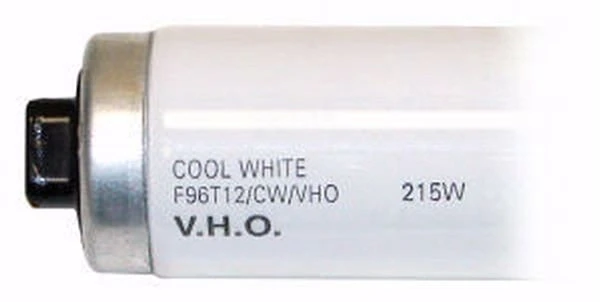 COOL WHITE
F96T12/CW/VHO 215W
V.H.O.